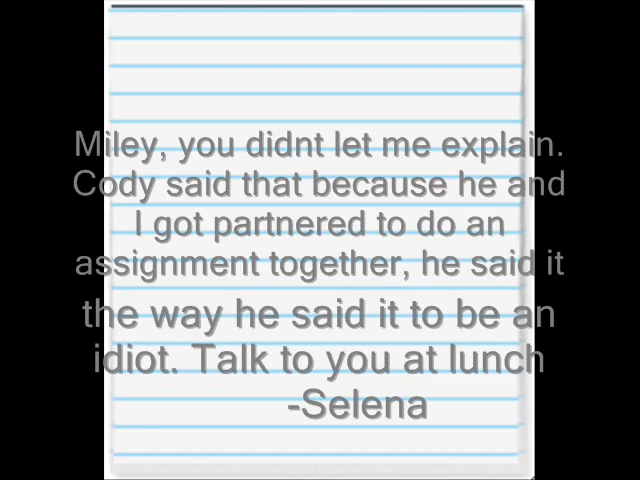 Miley, you didnt let me explain.
Cody said that because he and
I got partnered to do an
assignment together, he said it
the way he said it to be an
idiot. Talk to you at lunch
-Selena